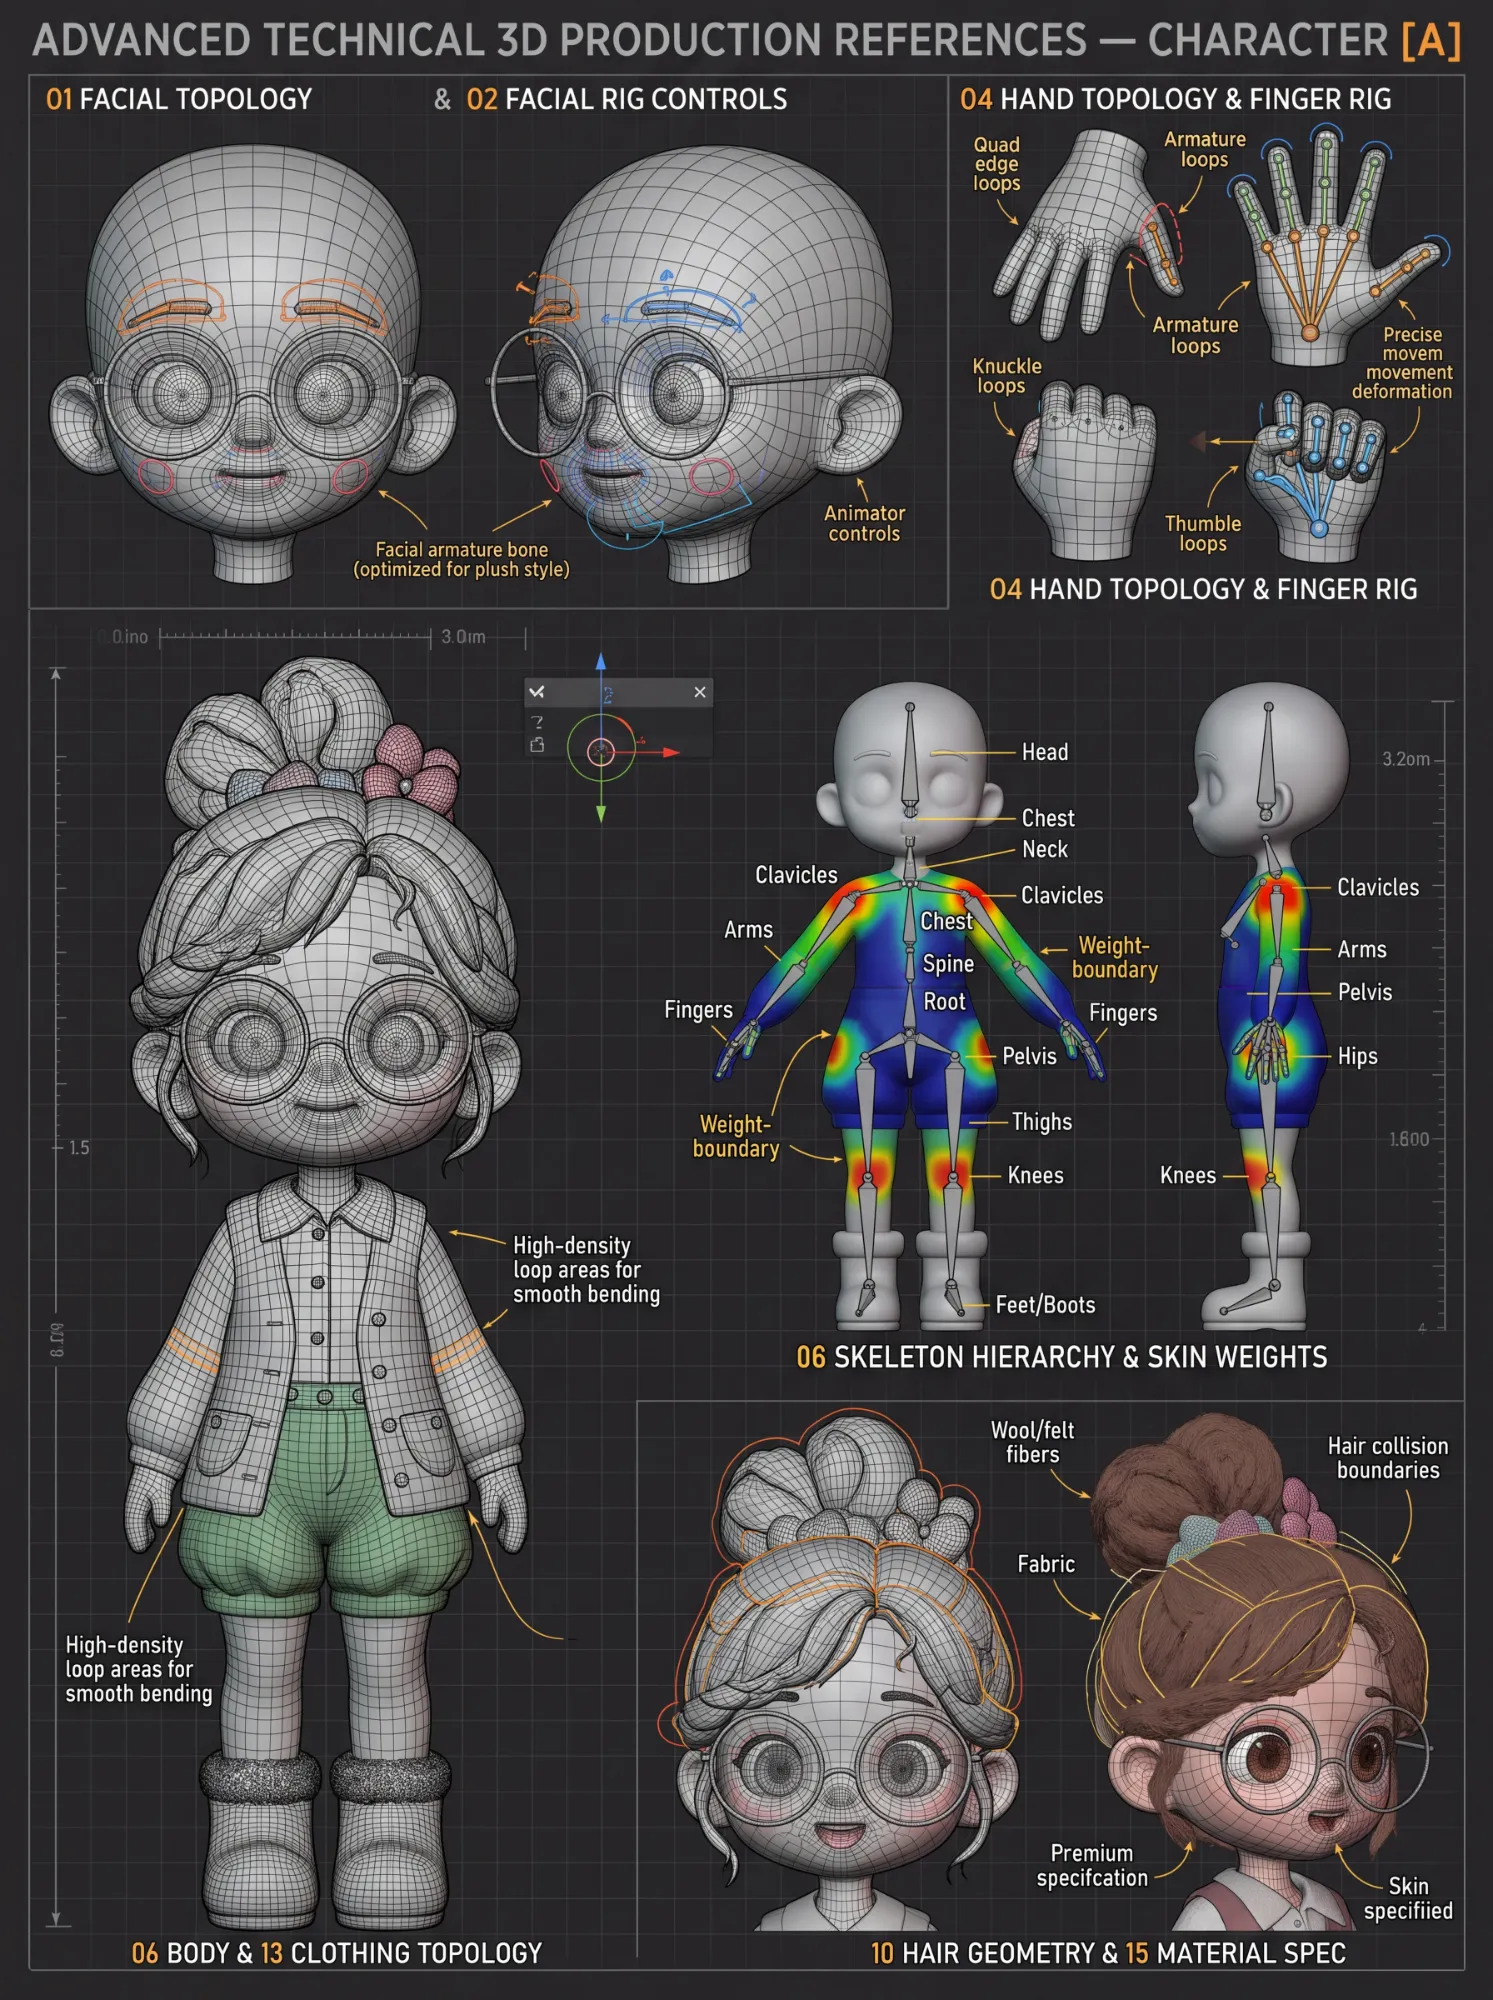 ADVANCED TECHNICAL 3D PRODUCTION REFERENCES — CHARACTER [A]
01 FACIAL TOPOLOGY & 02 FACIAL RIG CONTROLS
Facial armature bone
(optimized for plush style)
Animator
controls
04 HAND TOPOLOGY & FINGER RIG
Quad
edge
loops
Armature
loops
Armature
loops
Precise
movem
movement
deformation
Knuckle
loops
Thumble
loops
04 HAND TOPOLOGY & FINGER RIG
3.0m
1.5
High-density
loop areas for
smooth bending
High-density
loop areas for
smooth bending
06 BODY & 13 CLOTHING TOPOLOGY
Head
Chest
Neck
Clavicles
Clavicles
Arms
Chest
Weight-
boundary
Spine
Root
Fingers
Fingers
Pelvis
Weight-
boundary
Thighs
Knees
Feet/Boots
3.2om
Clavicles
Arms
Pelvis
Hips
1.600
Knees
4
06 SKELETON HIERARCHY & SKIN WEIGHTS
Wool/felt
fibers
Hair collision
boundaries
Fabric
Premium
specifcation
Skin
specifiied
10 HAIR GEOMETRY & 15 MATERIAL SPEC